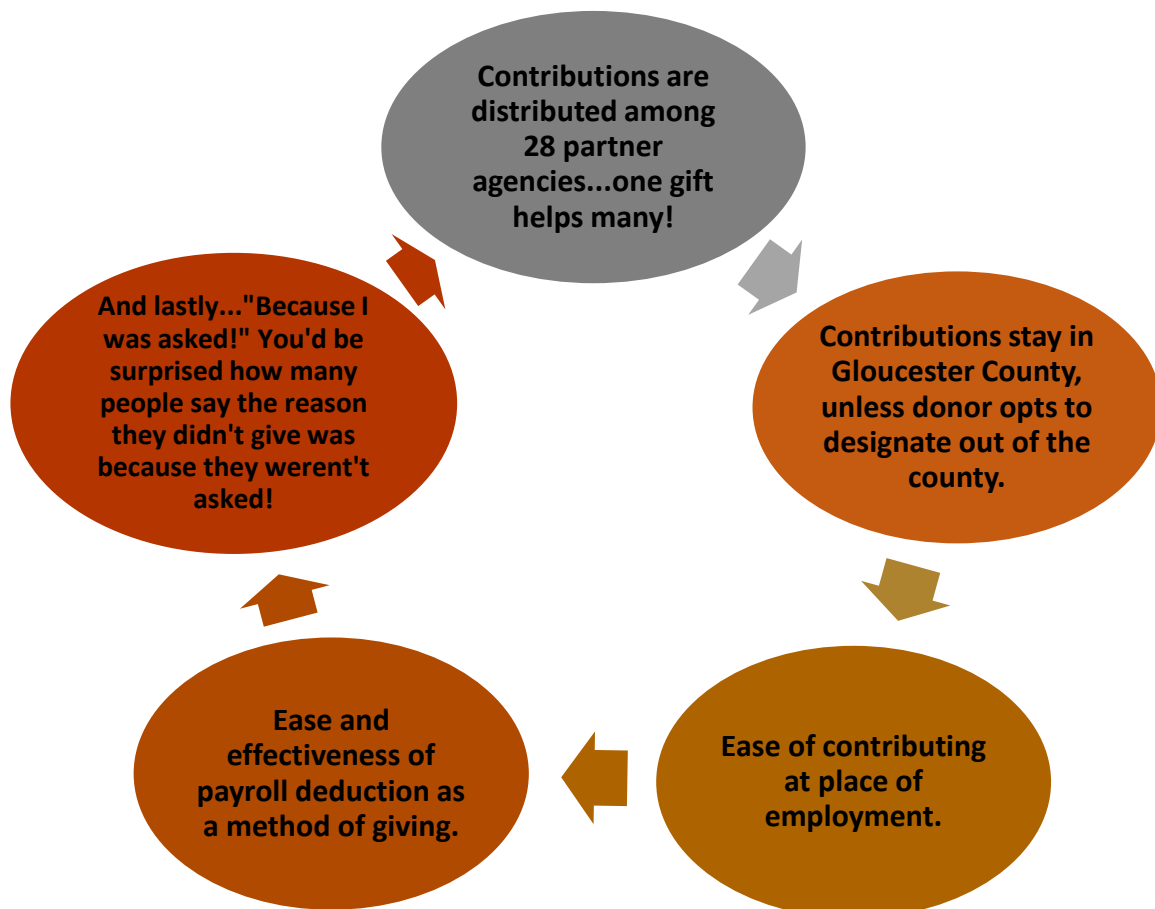 Contributions are
distributed among
28 partner
agencies...one gift
helps many!
Contributions stay in
Gloucester County,
unless donor opts to
designate out of the
county.
Ease of contributing
at place of
employment.
Ease and
effectiveness of
payroll deduction as
a method of giving.
And lastly..."Because I
was asked!" You'd be
surprised how many
people say the reason
they didn't give was
because they werent't
asked!